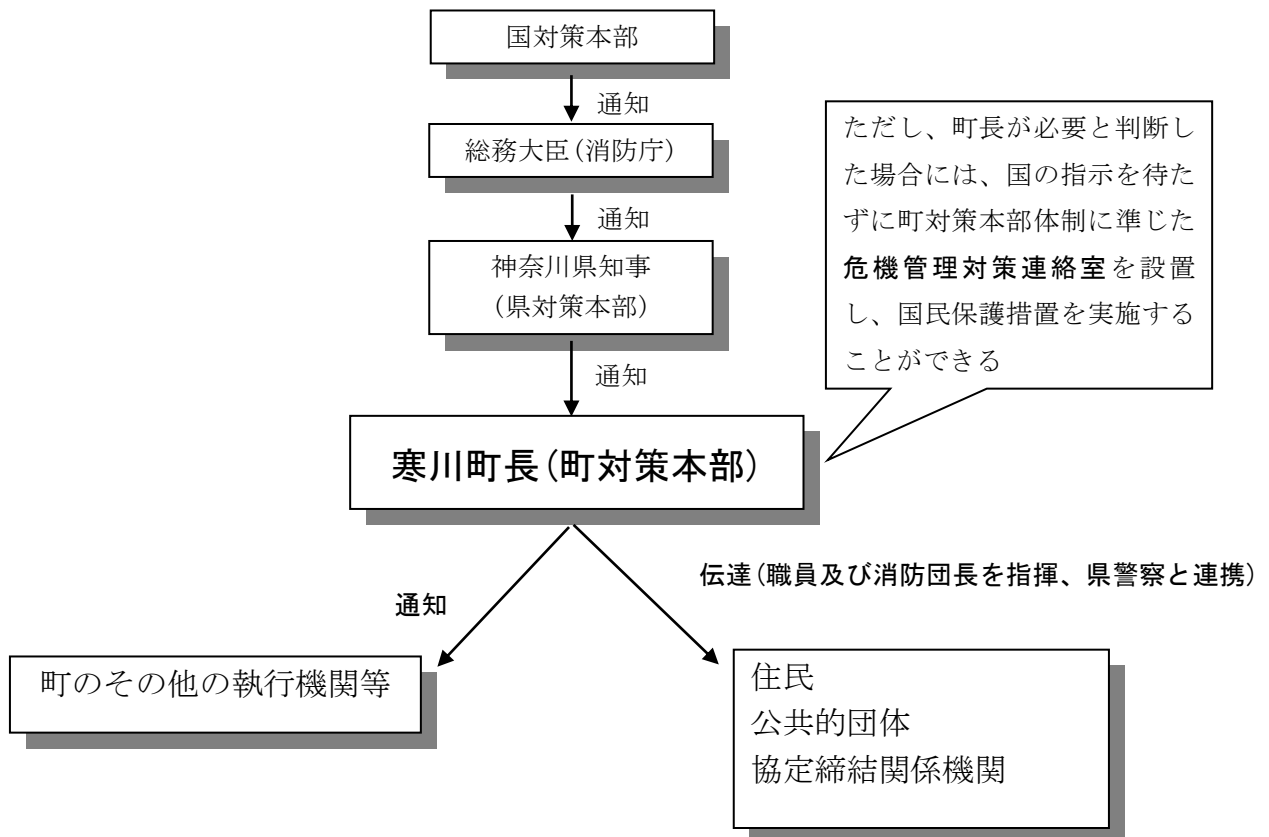 国対策本部
通知
総務大臣(消防庁)
通知
神奈川県知事
(県対策本部)
通知
ただし、町長が必要と判断し
た場合には、国の指示を待た
ずに町対策本部体制に準じた
危機管理対策連絡室を設置
し、国民保護措置を実施する
ことができる
寒川町長(町対策本部)
伝達(職員及び消防団長を指揮、県警察と連携)
通知
町のその他の執行機関等
住民
公共的団体
協定締結関係機関